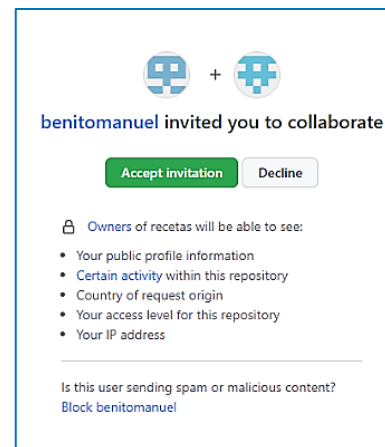 +
benitomanuel invited you to collaborate
Accept invitation Decline
Owners of recetas will be able to see:
• Your public profile information
• Certain activity within this repository
• Country of request origin
• Your access level for this repository
• Your IP address
Is this user sending spam or malicious content?
Block benitomanuel